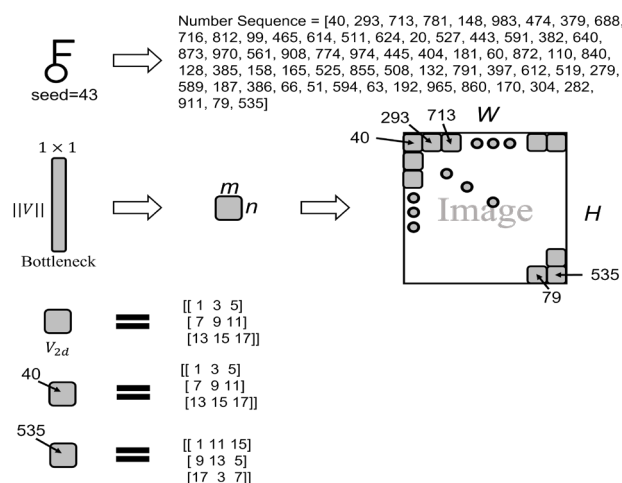 Number Sequence = [40, 293, 713, 781, 148, 983, 474, 379, 688,
716, 812, 99, 465, 614, 511, 624, 20, 527, 443, 591, 382, 640,
873, 970, 561, 908, 774, 974, 445, 404, 181, 60, 872, 110, 840,
128, 385, 158, 165, 525, 855, 508, 132, 791, 397, 612, 519, 279,
589, 187, 386, 66, 51, 594, 63, 192, 965, 860, 170, 304, 282,
911, 79, 535]
seed=43
293 713 W
40
1 × 1
||V||
m
n
Image
H
Bottleneck
535
79
V2d
[[ 1 3 5]
[ 7 9 11]
[13 15 17]]
40
[[ 1 3 5]
[ 7 9 11]
[13 15 17]]
535
[[ 1 11 15]
[ 9 13 5]
[17 3 7]]